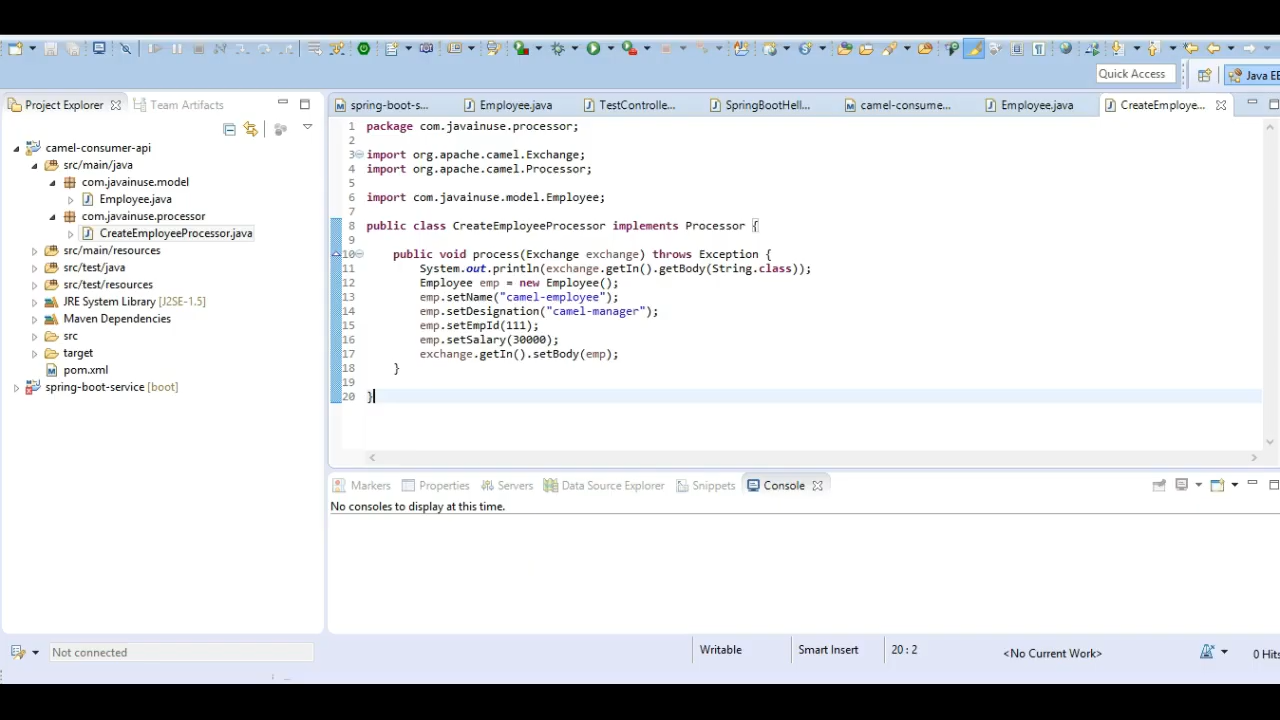 Quick Access
Java EE
Project Explorer
Team Artifacts
camel-consumer-api
src/main/java
com.javainuse.model
Employee.java
com.javainuse.processor
CreateEmployeeProcessor.java
src/main/resources
src/test/java
src/test/resources
JRE System Library [J2SE-1.5]
Maven Dependencies
src
target
pom.xml
spring-boot-service [boot]
spring-boot-s...
Employee.java
TestControlle...
SpringBootHell...
camel-consume...
Employee.java
CreateEmploye...
1 package com.javainuse.processor;
2
3 import org.apache.camel.Exchange;
4 import org.apache.camel.Processor;
5
6 import com.javainuse.model.Employee;
7
8 public class CreateEmployeeProcessor implements Processor {
9
10 public void process(Exchange exchange) throws Exception {
11 System.out.println(exchange.getIn().getBody(String.class));
12 Employee emp = new Employee();
13 emp.setName("camel-employee");
14 emp.setDesignation("camel-manager");
15 emp.setEmpId(111);
16 emp.setSalary(30000);
17 exchange.getIn().setBody(emp);
18 }
19
20 }
Markers
Properties
Servers
Data Source Explorer
Snippets
Console
No consoles to display at this time.
Not connected
Writable
Smart Insert
20 : 2
<No Current Work>
0 Hits